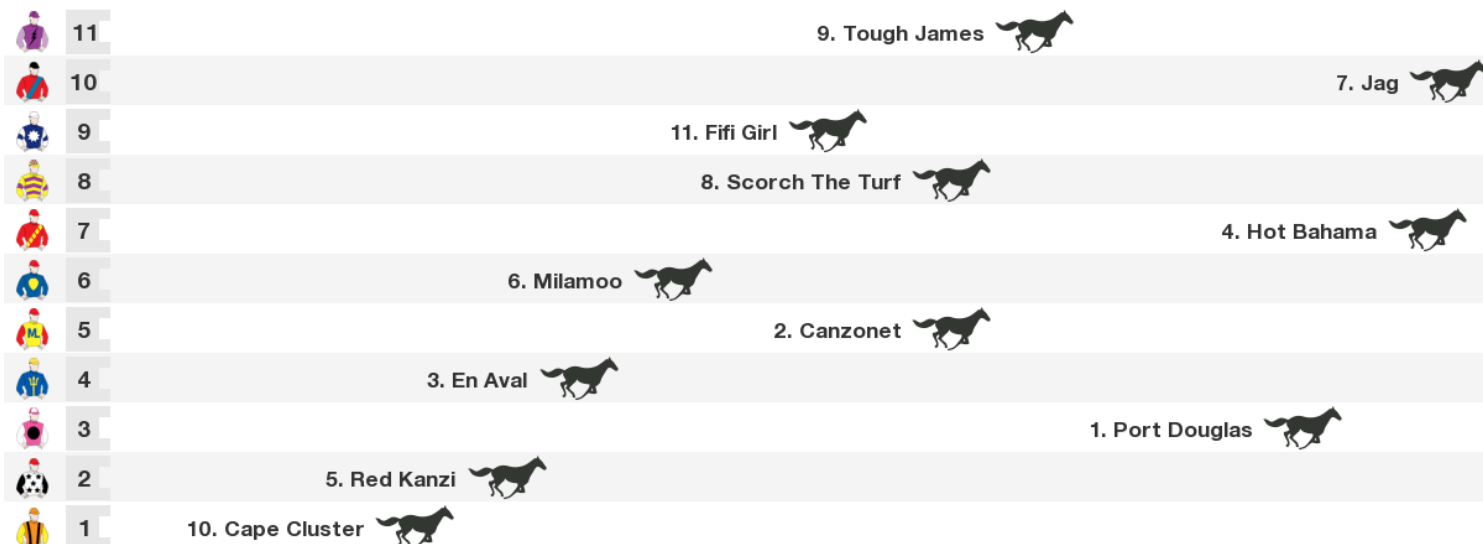 11 9. Tough James
10 7. Jag
9 11. Fifi Girl
8 8. Scorch The Turf
7 4. Hot Bahama
6 6. Milamoo
ML 5 2. Canzonet
4 3. En Aval
3 1. Port Douglas
2 5. Red Kanzi
1 10. Cape Cluster